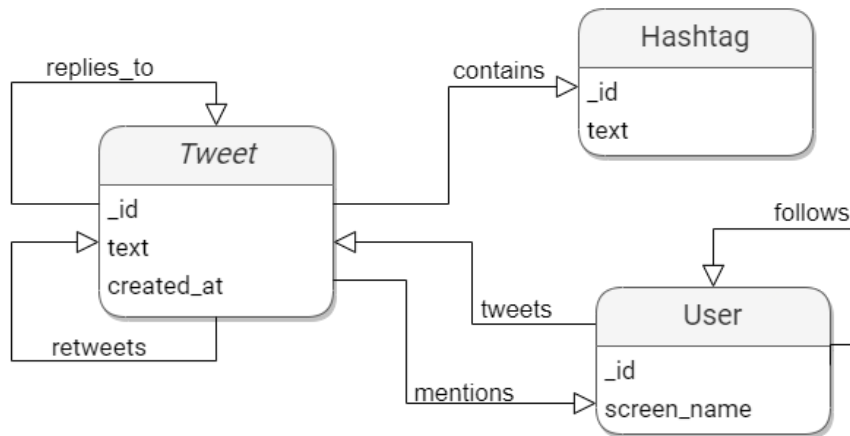 Hashtag
_id
text
replies_to
contains
Tweet
_id
text
created_at
retweets
follows
tweets
User
_id
screen_name
mentions